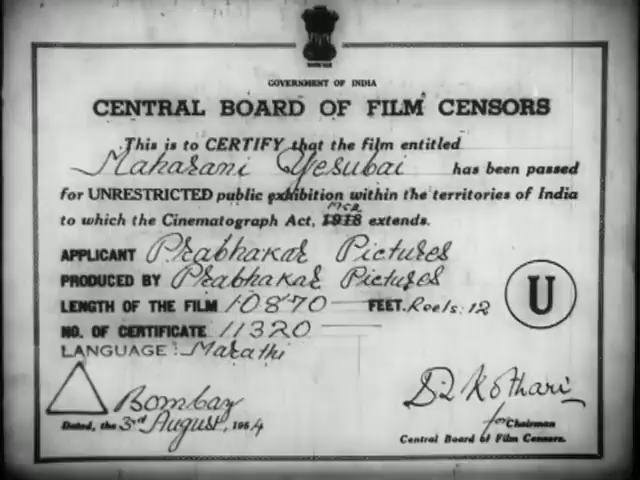 GOVERNMENT OF INDIA
CENTRAL BOARD OF FILM CENSORS
This is to CERTIFY that the film entitled
Maharani Yesubai has been passed
for UNRESTRICTED public exhibition within the territories of India
1952
to which the Cinematograph Act, 1918 extends.
APPLICANT Prabhakar Pictures
PRODUCED BY Prabhakar Pictures
LENGTH OF THE FILM 10870 FEET. Reels: 12
U
NO. OF CERTIFICATE 11320
LANGUAGE: Marathi
Bombay
Dated, the 3rd August, 1954
Kothari
for Chairman
Central Board of Film Censors.